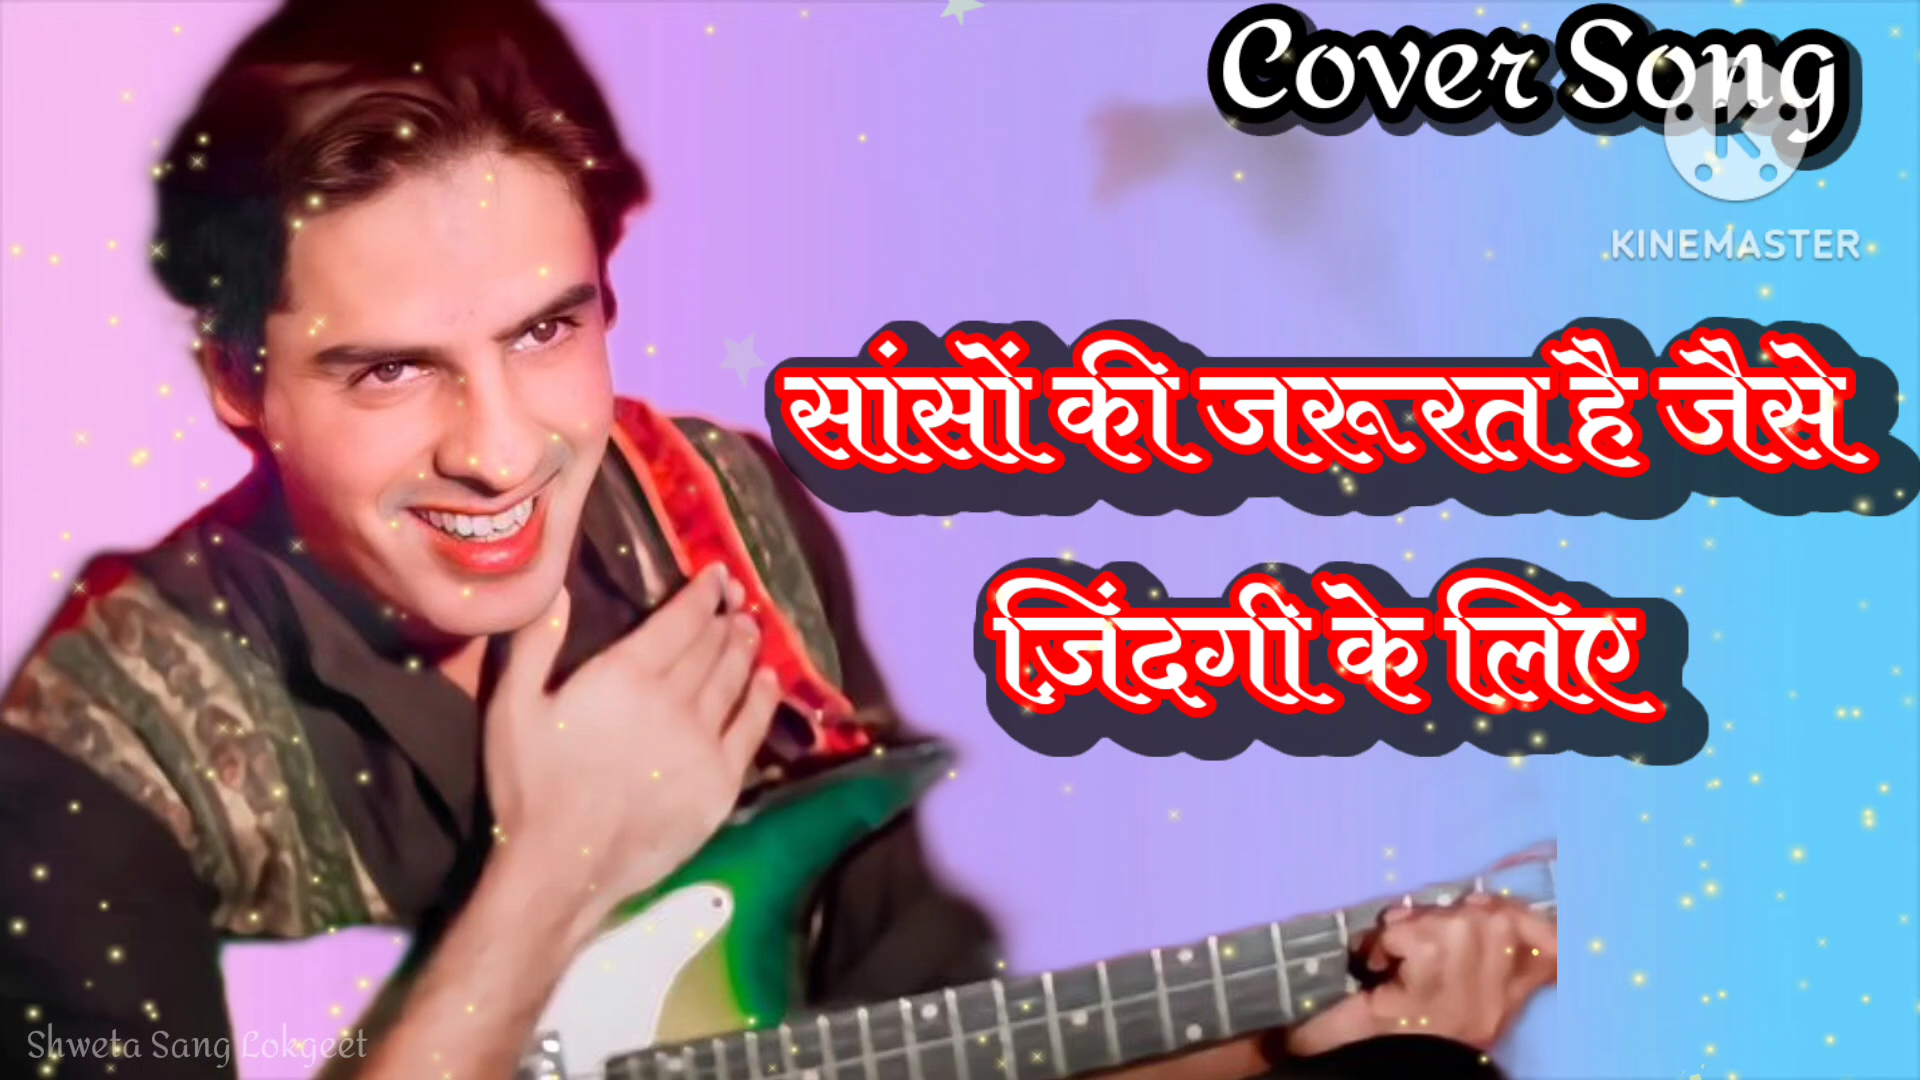 Cover Song
KINEMASTER
सांसों की जरूरत है जैसे
ज़िंदगी के लिए
Shweta Sang Lokgeet